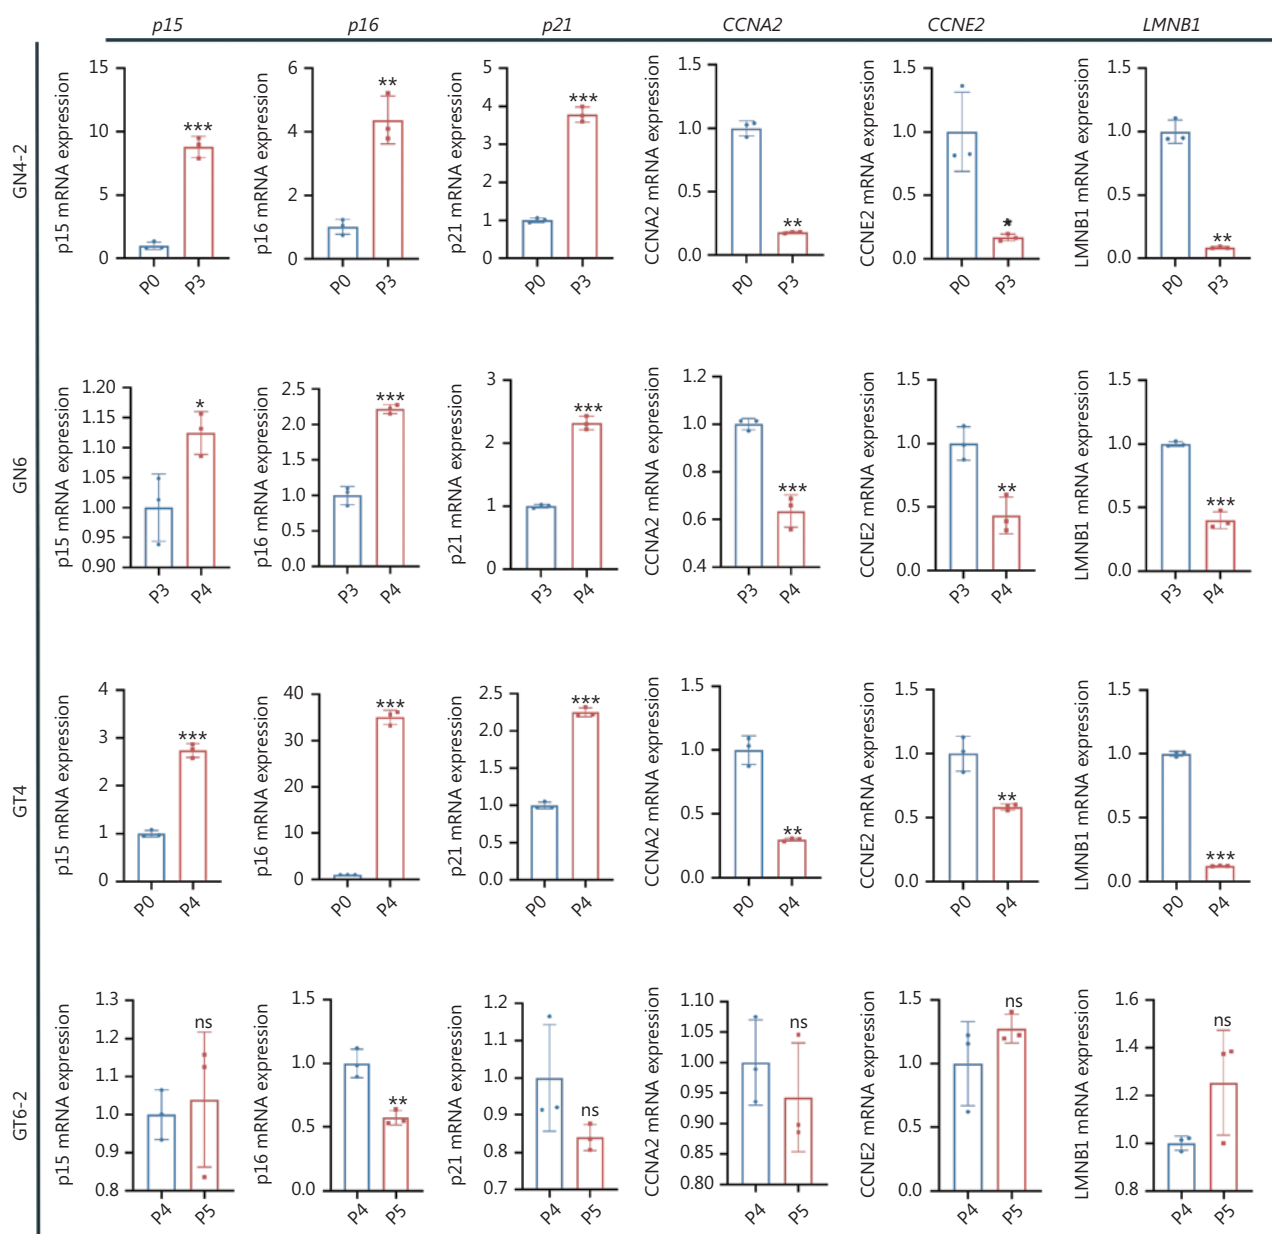 p15 p16 p21 CCNA2 CCNE2 LMNB1
GN4-2
p15 mRNA expression
15
10
5
0
***
P0 P3
p16 mRNA expression
6
4
2
0
**
P0 P3
p21 mRNA expression
5
4
3
2
1
0
***
P0 P3
CCNA2 mRNA expression
1.5
1.0
0.5
0.0
**
P0 P3
CCNE2 mRNA expression
1.5
1.0
0.5
0.0
*
P0 P3
LMNB1 mRNA expression
1.5
1.0
0.5
0.0
**
P0 P3
GN6
p15 mRNA expression
1.20
1.15
1.10
1.05
1.00
0.95
0.90
*
P3 P4
p16 mRNA expression
2.5
2.0
1.5
1.0
0.5
0.0
***
P3 P4
p21 mRNA expression
3
2
1
0
***
P3 P4
CCNA2 mRNA expression
1.2
1.0
0.8
0.6
0.4
***
P3 P4
CCNE2 mRNA expression
1.5
1.0
0.5
0.0
**
P3 P4
LMNB1 mRNA expression
1.5
1.0
0.5
0.0
***
P3 P4
GT4
p15 mRNA expression
4
3
2
1
0
***
P0 P4
p16 mRNA expression
40
30
20
10
0
***
P0 P4
p21 mRNA expression
2.5
2.0
1.5
1.0
0.5
0.0
***
P0 P4
CCNA2 mRNA expression
1.5
1.0
0.5
0.0
**
P0 P4
CCNE2 mRNA expression
1.5
1.0
0.5
0.0
**
P0 P4
LMNB1 mRNA expression
1.5
1.0
0.5
0.0
***
P0 P4
GT6-2
p15 mRNA expression
1.3
1.2
1.1
1.0
0.9
0.8
ns
P4 P5
p16 mRNA expression
1.5
1.0
0.5
0.0
**
P4 P5
p21 mRNA expression
1.2
1.1
1.0
0.9
0.8
0.7
ns
P4 P5
CCNA2 mRNA expression
1.10
1.05
1.00
0.95
0.90
0.85
0.80
ns
P4 P5
CCNE2 mRNA expression
1.5
1.0
0.5
0.0
ns
P4 P5
LMNB1 mRNA expression
1.6
1.4
1.2
1.0
0.8
ns
P4 P5